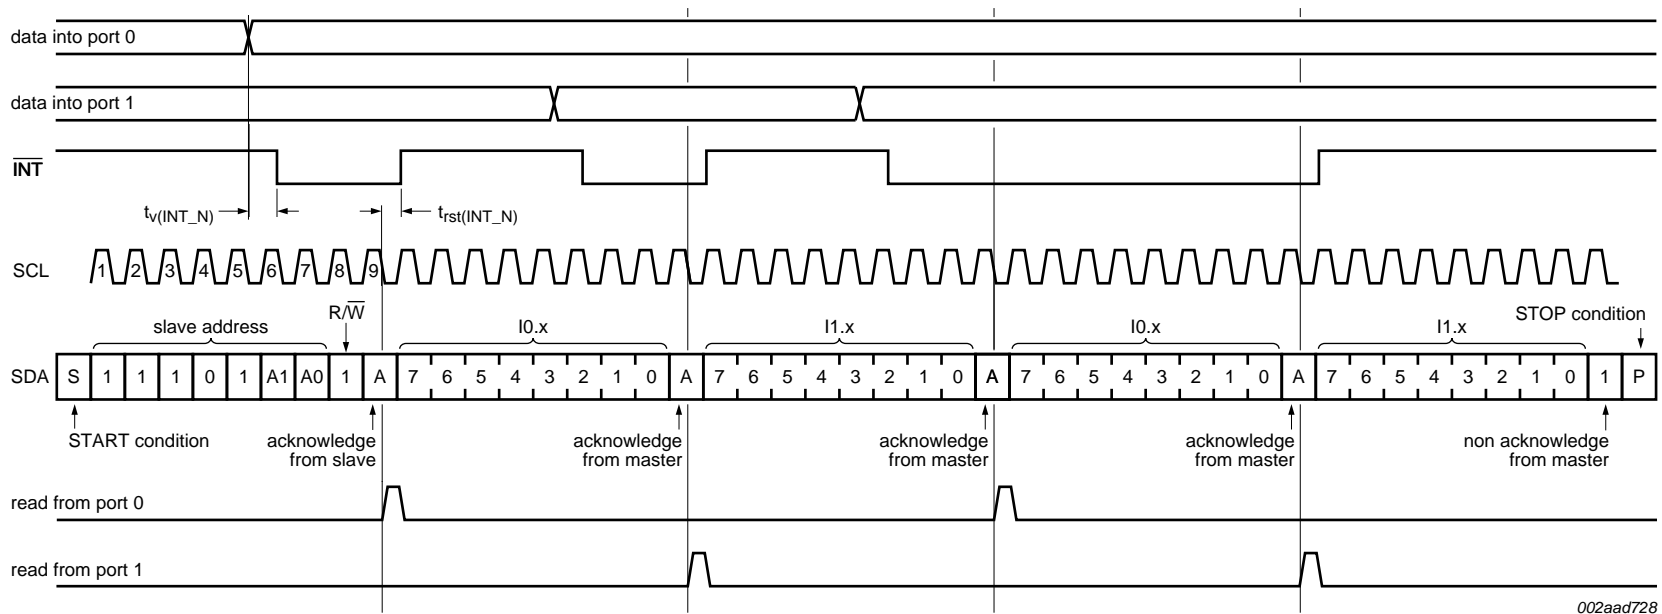 data into port 0
data into port 1
INT
tv(INT_N)
trst(INT_N)
SCL
1 2 3 4 5 6 7 8 9
R/W
STOP condition
slave address
I0.x
I1.x
I0.x
I1.x
SDA S 1 1 1 0 1 A1 A0 1 A 7 6 5 4 3 2 1 0 A 7 6 5 4 3 2 1 0 A 7 6 5 4 3 2 1 0 A 7 6 5 4 3 2 1 0 1 P
START condition
acknowledge
from slave
acknowledge
from master
acknowledge
from master
acknowledge
from master
non acknowledge
from master
read from port 0
read from port 1
002aad728